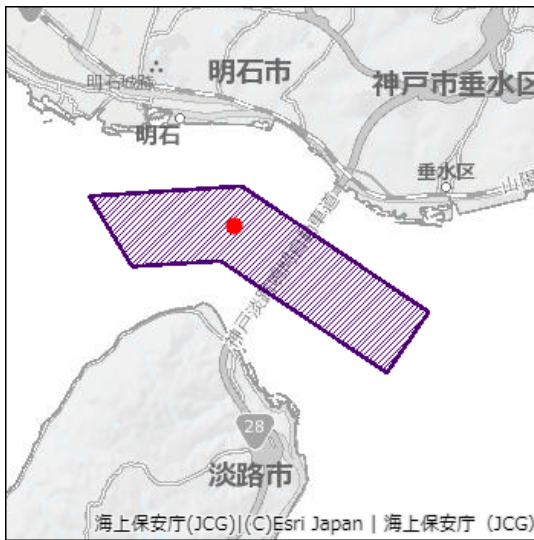 明石市
神戸市垂水区
明石城跡
明石
垂水区
山陽
神戸淡路鳴門自動車道
28
淡路市
海上保安庁(JCG)|(C)Esri Japan | 海上保安庁（JCG）